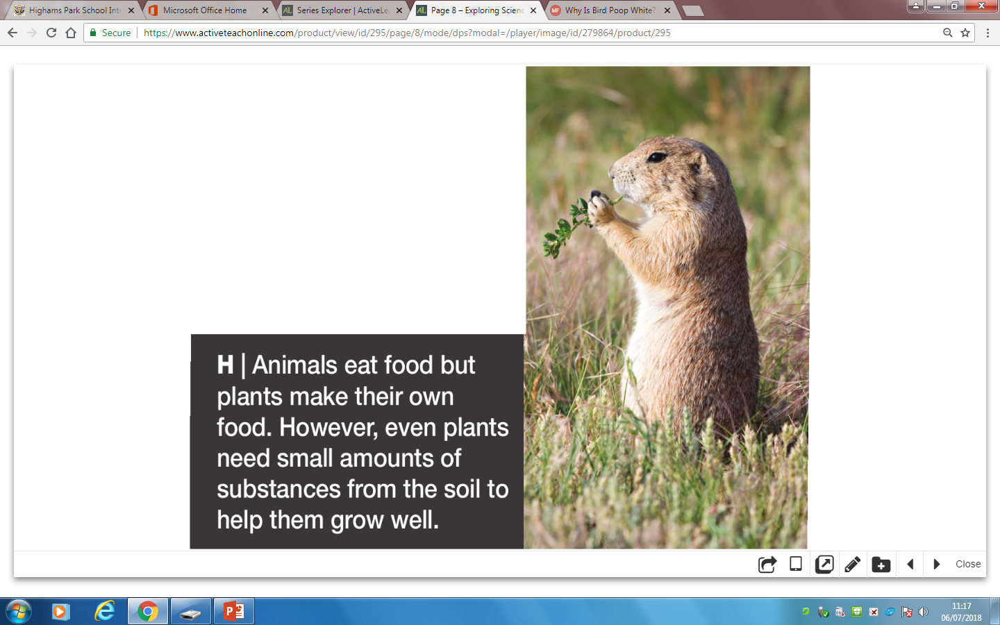 Highams Park School Intr
Microsoft Office Home
Series Explorer | ActiveLe
Page 8 – Exploring Scienc
Why Is Bird Poop White?
Secure
https://www.activeteachonline.com/product/view/id/295/page/8/mode/dps?modal=/player/image/id/279864/product/295
H | Animals eat food but
plants make their own
food. However, even plants
need small amounts of
substances from the soil to
help them grow well.
Close
11:17
06/07/2018